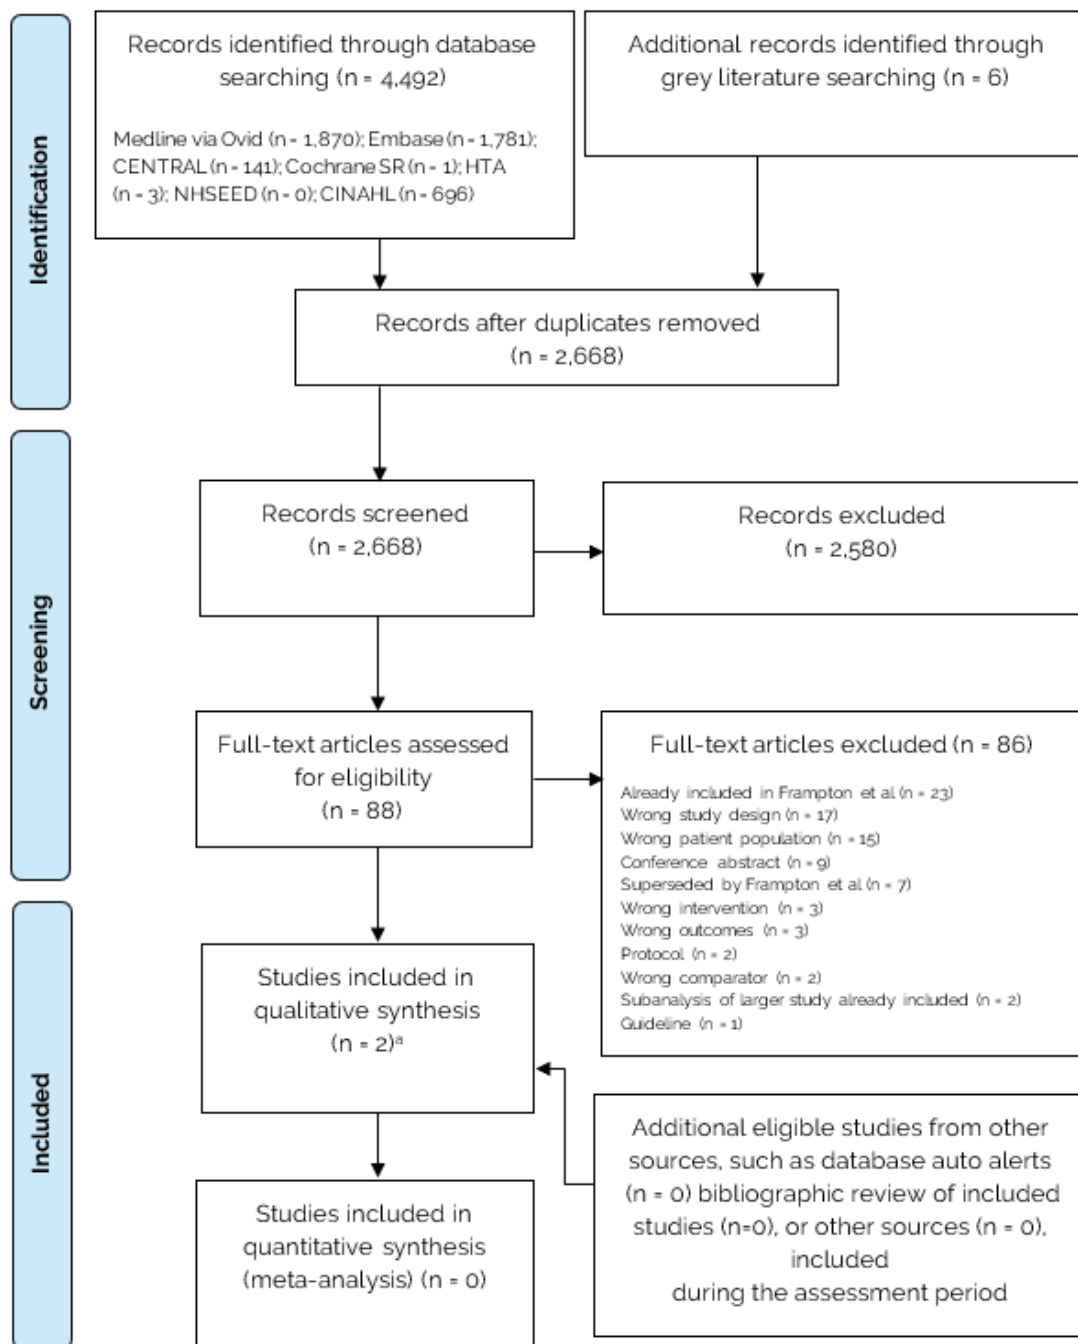 Identification
Records identified through database
searching (n = 4,492)
Medline via Ovid (n = 1,870); Embase (n = 1,781);
CENTRAL (n = 141); Cochrane SR (n = 1); HTA
(n = 3); NHSEED (n = 0); CINAHL (n = 696)
Additional records identified through
grey literature searching (n = 6)
Records after duplicates removed
(n = 2,668)
Screening
Records screened
(n = 2,668)
Records excluded
(n = 2,580)
Full-text articles assessed
for eligibility
(n = 88)
Full-text articles excluded (n = 86)
Already included in Frampton et al (n = 23)
Wrong study design (n = 17)
Wrong patient population (n = 15)
Conference abstract (n = 9)
Superseded by Frampton et al (n = 7)
Wrong intervention (n = 3)
Wrong outcomes (n = 3)
Protocol (n = 2)
Wrong comparator (n = 2)
Subanalysis of larger study already included (n = 2)
Guideline (n = 1)
Included
Studies included in
qualitative synthesis
(n = 2)ᵃ
Additional eligible studies from other
sources, such as database auto alerts
(n = 0) bibliographic review of included
studies (n=0), or other sources (n = 0),
included
during the assessment period
Studies included in
quantitative synthesis
(meta-analysis) (n = 0)